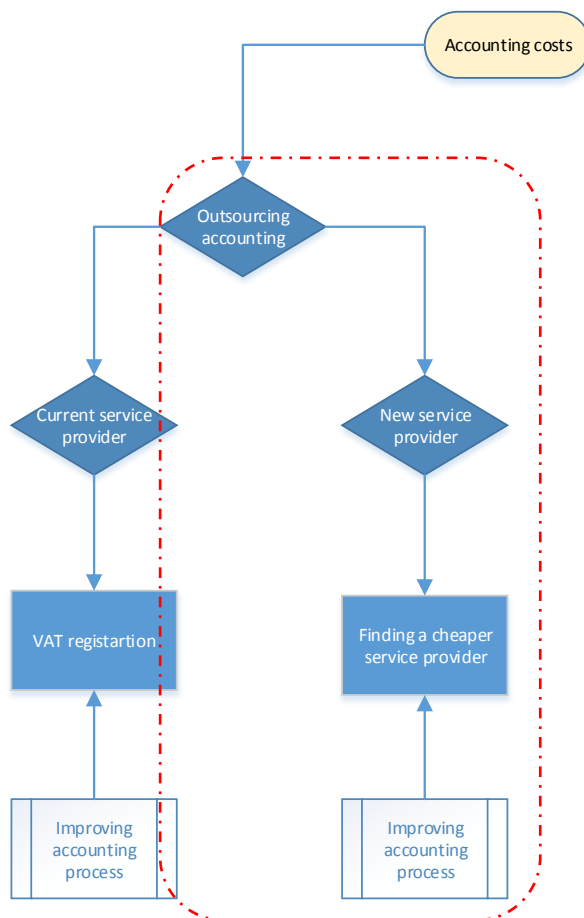 Accounting costs
Outsourcing
accounting
Current service
provider
New service
provider
VAT registartion
Finding a cheaper
service provider
Improving
accounting
process
Improving
accounting
process